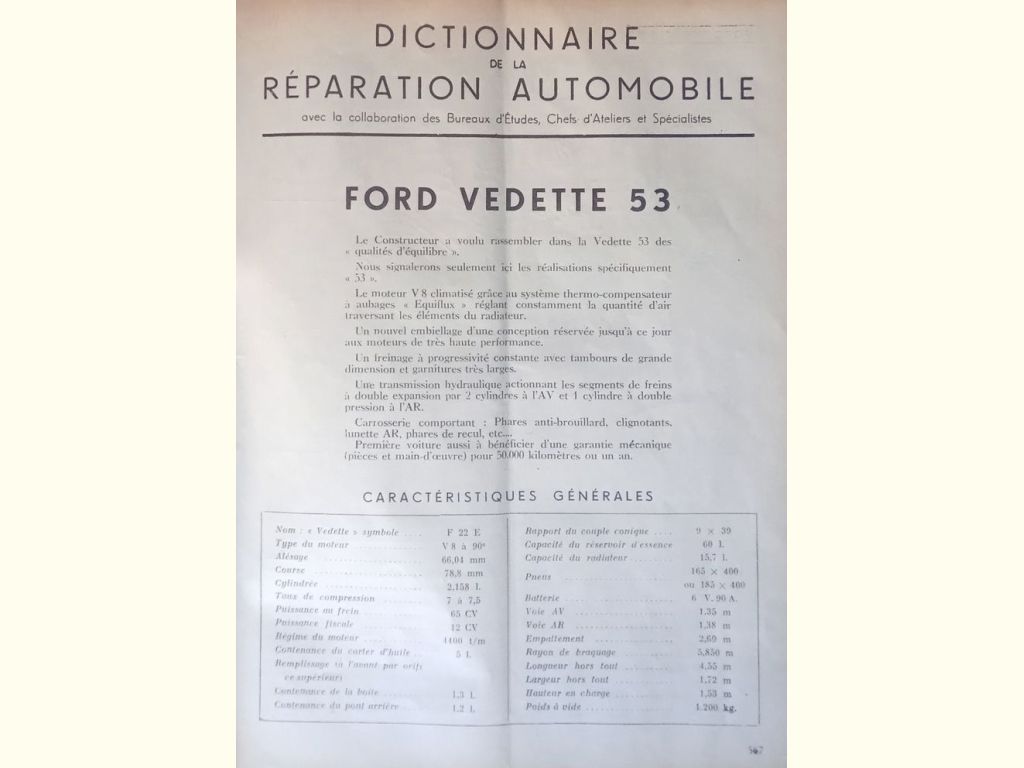 DICTIONNAIRE
DE LA
RÉPARATION AUTOMOBILE
avec la collaboration des Bureaux d'Études, Chefs d'Ateliers et Spécialistes
FORD VEDETTE 53
Le Constructeur a voulu rassembler dans la Vedette 53 des
« qualités d'équilibre ».
Nous signalerons seulement ici les réalisations spécifiquement
« 53 ».
Le moteur V 8 climatisé grâce au système thermo-compensateur
à aubages « Equiflux » réglant constamment la quantité d'air
traversant les éléments du radiateur.
Un nouvel embiellage d'une conception réservée jusqu'à ce jour
aux moteurs de très haute performance.
Un freinage à progressivité constante avec tambours de grande
dimension et garnitures très larges.
Une transmission hydraulique actionnant les segments de freins
à double expansion par 2 cylindres à l'AV et 1 cylindre à double
pression à l'AR.
Carrosserie comportant : Phares anti-brouillard, clignotants,
lunette AR, phares de recul, etc...
Première voiture aussi à bénéficier d'une garantie mécanique
(pièces et main-d'œuvre) pour 50.000 kilomètres ou un an.
CARACTÉRISTIQUES GÉNÉRALES
Nom : « Vedette » symbole .... F 22 E
Type du moteur ........ V 8 à 90°
Alésage ........ 66,04 mm
Course ........ 78,8 mm
Cylindrée ........ 2.158 l.
Taux de compression ........ 7 à 7,5
Puissance au frein ........ 65 CV
Puissance fiscale ........ 12 CV
Régime du moteur ........ 4400 t/m
Contenance du carter d'huile .. 5 l.
Remplissage (à l'avant par orifi-
ce supérieur)
Contenance de la boîte ........ 1,3 l.
Contenance du pont arrière .... 1,2 l.
Rapport du couple conique .... 9 × 39
Capacité du réservoir d'essence 60 l.
Capacité du radiateur ........ 15,7 l.
Pneus ........ 165 × 400
ou 185 × 400
Batterie ........ 6 V. 90 A.
Voie AV ........ 1,35 m
Voie AR ........ 1,38 m
Empattement ........ 2,69 m
Rayon de braquage ........ 5,850 m
Longueur hors tout ........ 4,55 m
Largeur hors tout ........ 1,72 m
Hauteur en charge ........ 1,53 m
Poids à vide ........ 1.200 kg.